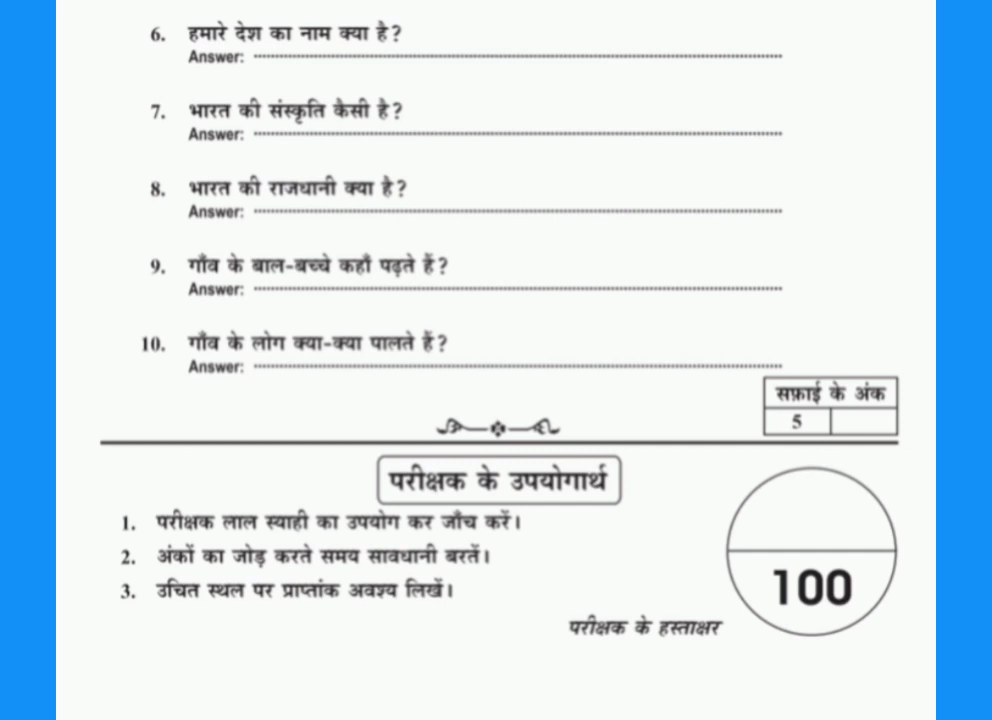 6. हमारे देश का नाम क्या है?
Answer:
7. भारत की संस्कृति कैसी है?
Answer:
8. भारत की राजधानी क्या है?
Answer:
9. गाँव के बाल-बच्चे कहाँ पढ़ते हैं?
Answer:
10. गाँव के लोग क्या-क्या पालते हैं?
Answer:
सफ़ाई के अंक
5
परीक्षक के उपयोगार्थ
1. परीक्षक लाल स्याही का उपयोग कर जाँच करें।
2. अंकों का जोड़ करते समय सावधानी बरतें।
3. उचित स्थल पर प्राप्तांक अवश्य लिखें।
100
परीक्षक के हस्ताक्षर